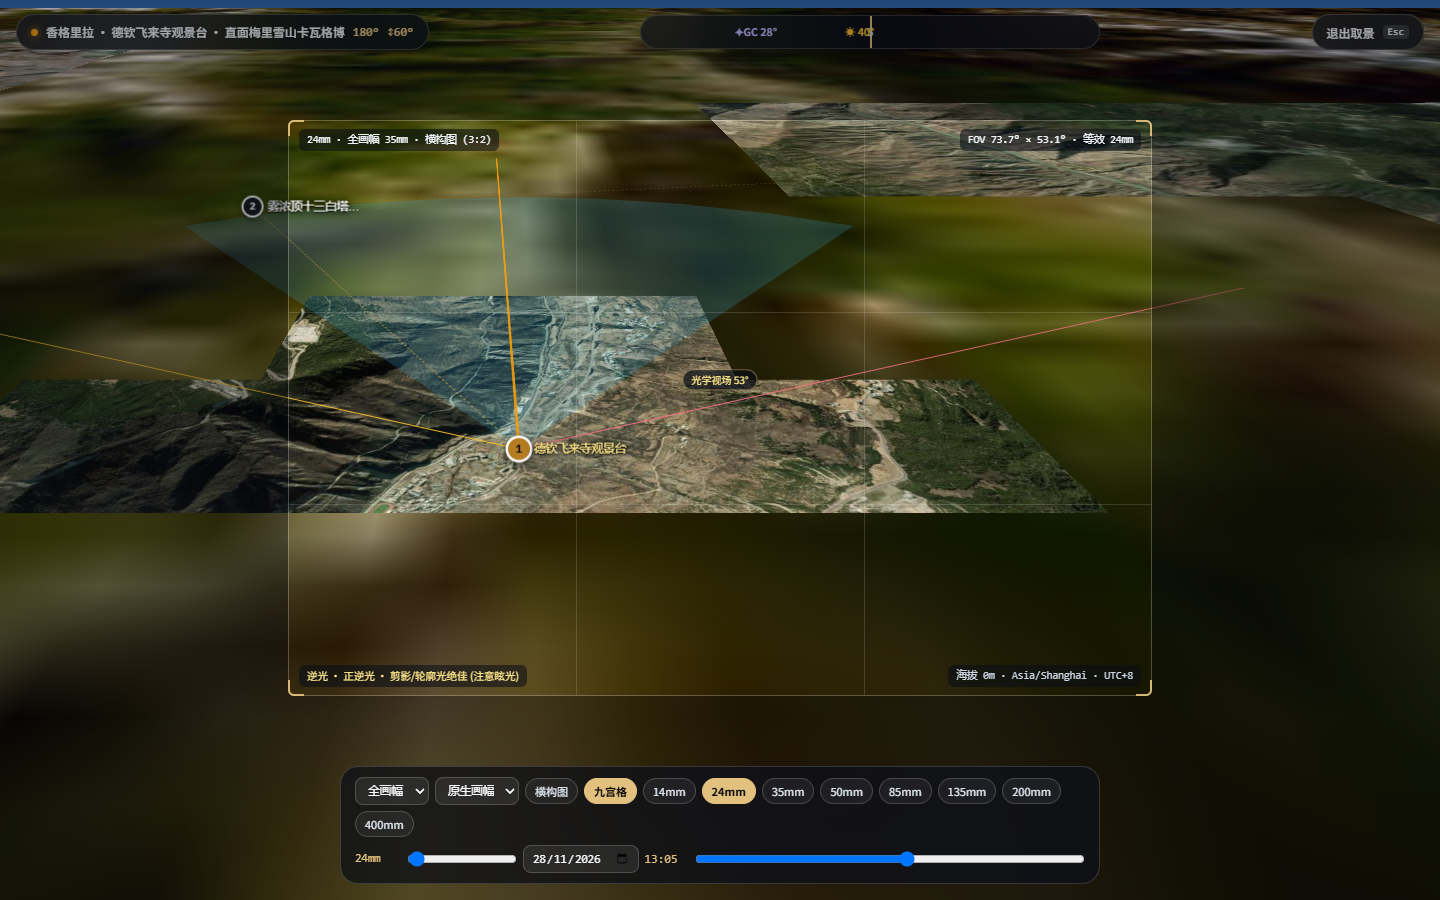 香格里拉 • 德钦飞来寺观景台 • 直面梅里雪山卡瓦格博 180° ↕60°
✦GC 28°
☀ 40°
退出取景 Esc
24mm · 全画幅 35mm · 横构图 (3:2)
FOV 73.7° × 53.1° · 等效 24mm
2 雾浓顶十三白塔...
光学视场 53°
1 德钦飞来寺观景台
逆光 • 正逆光 • 剪影/轮廓光绝佳 (注意眩光)
海拔 0m · Asia/Shanghai · UTC+8
全画幅 原生画幅 横构图 九宫格 14mm 24mm 35mm 50mm 85mm 135mm 200mm
400mm
24mm 28/11/2026 13:05